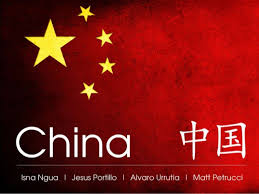 China 中国
Isna Ngua | Jesus Portillo | Alvaro Urrutia | Matt Petrucci